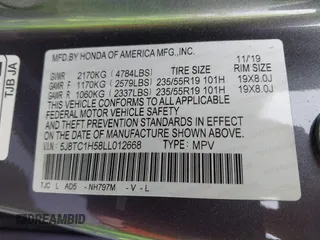 TJB JA
MFD.BY HONDA OF AMERICA MFG.,INC. 11/19
GVWR 2170KG (4784LBS) TIRE SIZE RIM SIZE
GAWR F 1170KG (2579LBS) 235/55R19 101H 19X8.0J
GAWR R 1060KG (2337LBS) 235/55R19 101H 19X8.0J
THIS VEHICLE CONFORMS TO ALL APPLICABLE
FEDERAL MOTOR VEHICLE SAFETY STANDARDS IN
EFFECT ON THE DATE OF MANUFACTURE SHOWN
ABOVE.
V.I.N: 5J8TC1H58LL012668 TYPE: MPV
TJC L AD5 - NH797M - V - L
DREAMBID